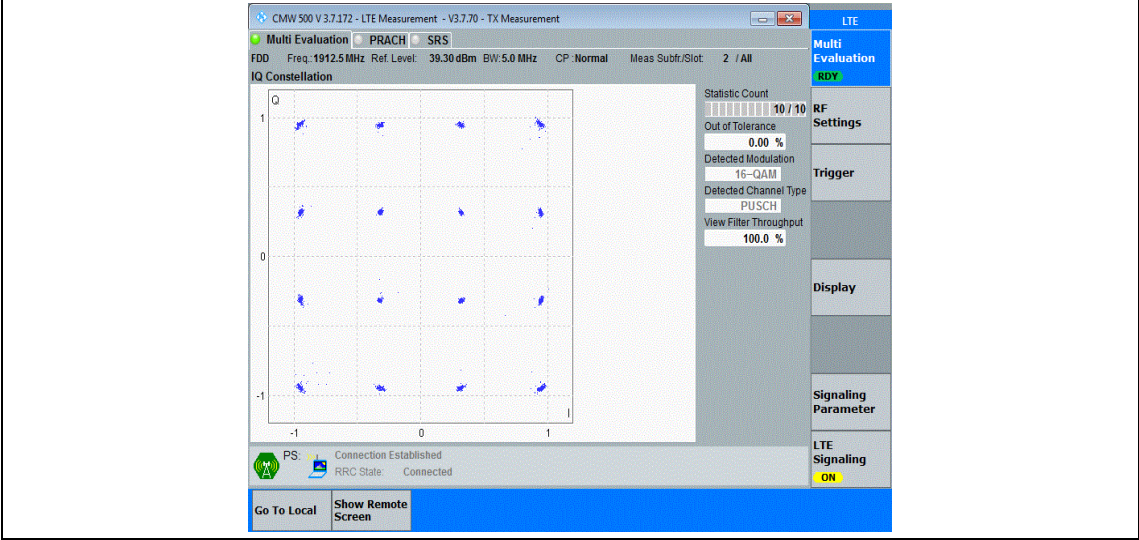 CMW 500 V 3.7.172 - LTE Measurement - V3.7.70 - TX Measurement
LTE
Multi Evaluation PRACH SRS
Multi
Evaluation
RDY
FDD Freq.:1912.5 MHz Ref. Level: 39.30 dBm BW:5.0 MHz CP :Normal Meas Subfr./Slot: 2 / All
IQ Constellation
Q
1
0
-1
-1 0 1
I
Statistic Count
10 / 10
Out of Tolerance
0.00 %
Detected Modulation
16-QAM
Detected Channel Type
PUSCH
View Filter Throughput
100.0 %
RF
Settings
Trigger
Display
Signaling
Parameter
LTE
Signaling
ON
PS: Connection Established
RRC State: Connected
Go To Local
Show Remote
Screen